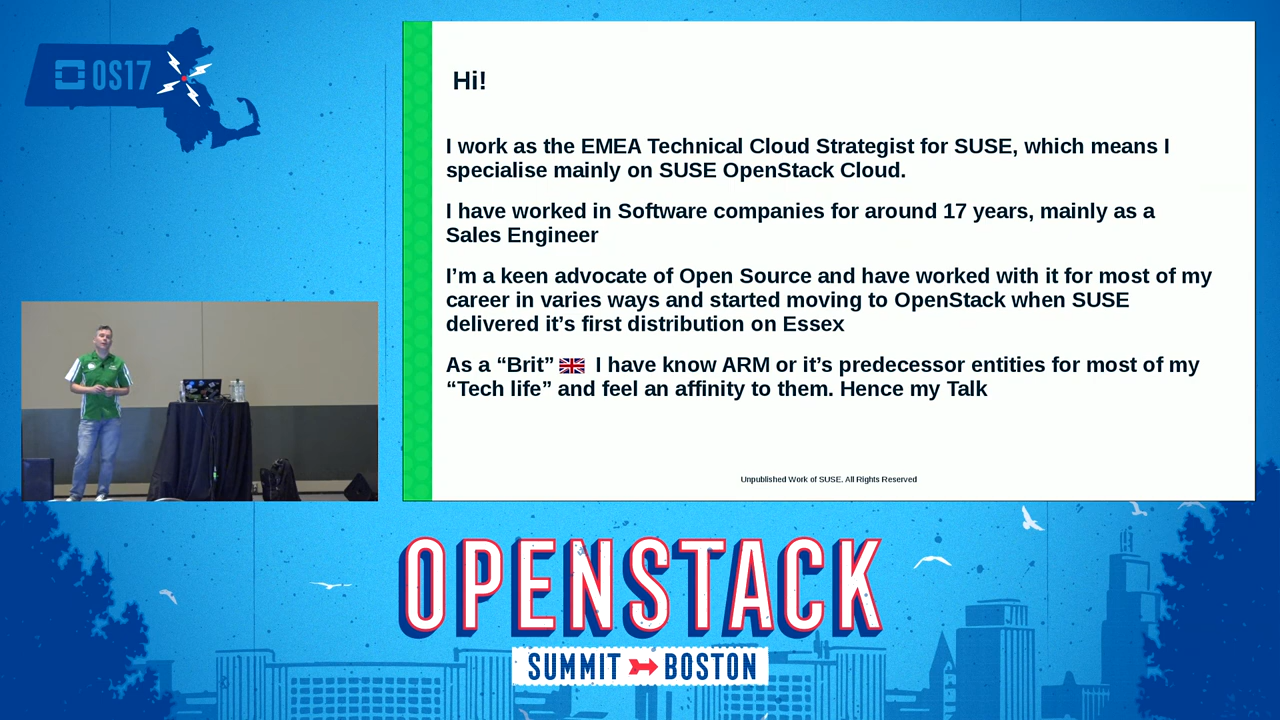 OS17
Hi!
I work as the EMEA Technical Cloud Strategist for SUSE, which means I
specialise mainly on SUSE OpenStack Cloud.
I have worked in Software companies for around 17 years, mainly as a
Sales Engineer
I’m a keen advocate of Open Source and have worked with it for most of my
career in varies ways and started moving to OpenStack when SUSE
delivered it’s first distribution on Essex
As a “Brit” 🇬🇧 I have know ARM or it’s predecessor entities for most of my
“Tech life” and feel an affinity to them. Hence my Talk
Unpublished Work of SUSE. All Rights Reserved
OPENSTACK
SUMMIT BOSTON